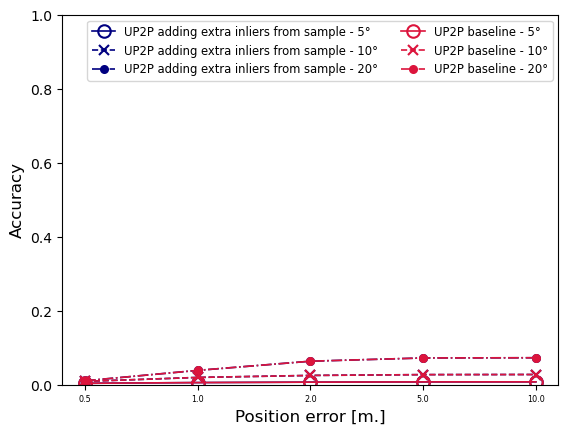 UP2P adding extra inliers from sample - 5°
UP2P adding extra inliers from sample - 10°
UP2P adding extra inliers from sample - 20°
UP2P baseline - 5°
UP2P baseline - 10°
UP2P baseline - 20°
Accuracy
1.0
0.8
0.6
0.4
0.2
0.0
0.5 1.0 2.0 5.0 10.0
Position error [m.]